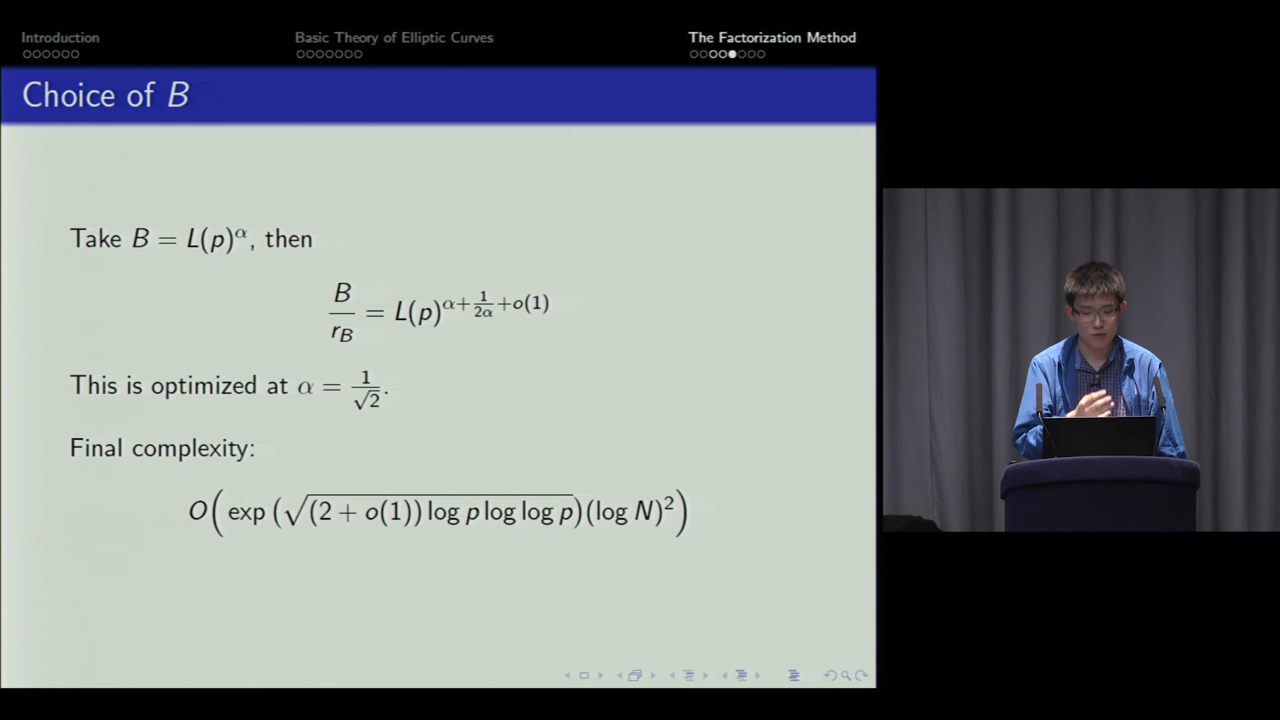 Introduction
Basic Theory of Elliptic Curves
The Factorization Method
Choice of B
Take B = L(p)^α, then
B/r_B = L(p)^{α+1/(2α)+o(1)}
This is optimized at α = 1/√2.
Final complexity:
O(exp(√((2 + o(1)) log p log log p))(log N)²)